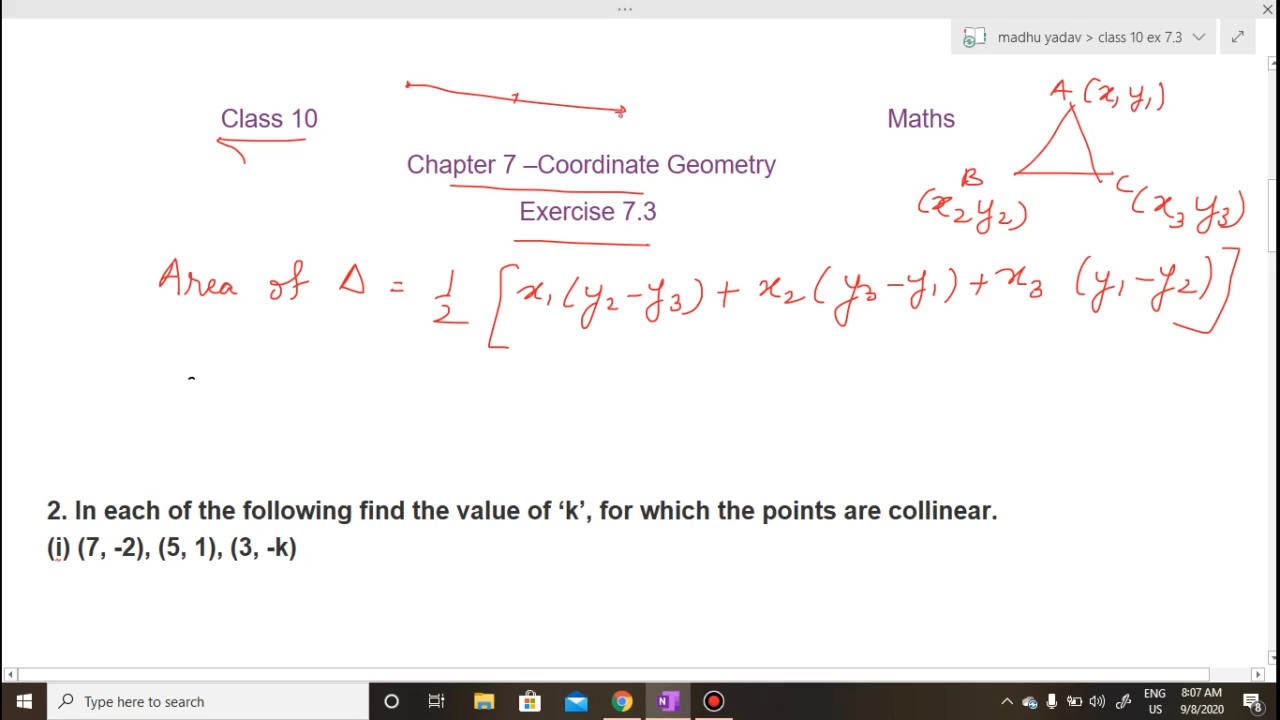 madhu yadav > class 10 ex 7.3
Class 10
Maths
A (x, y1)
Chapter 7 –Coordinate Geometry
B
C
(x2 y2)
(x3 y3)
Exercise 7.3
Area of Δ = 1/2 [x1 (y2 - y3) + x2 (y3 - y1) + x3 (y1 - y2)]
2. In each of the following find the value of ‘k’, for which the points are collinear.
(i) (7, -2), (5, 1), (3, -k)
Type here to search
ENG
US
8:07 AM
9/8/2020
8